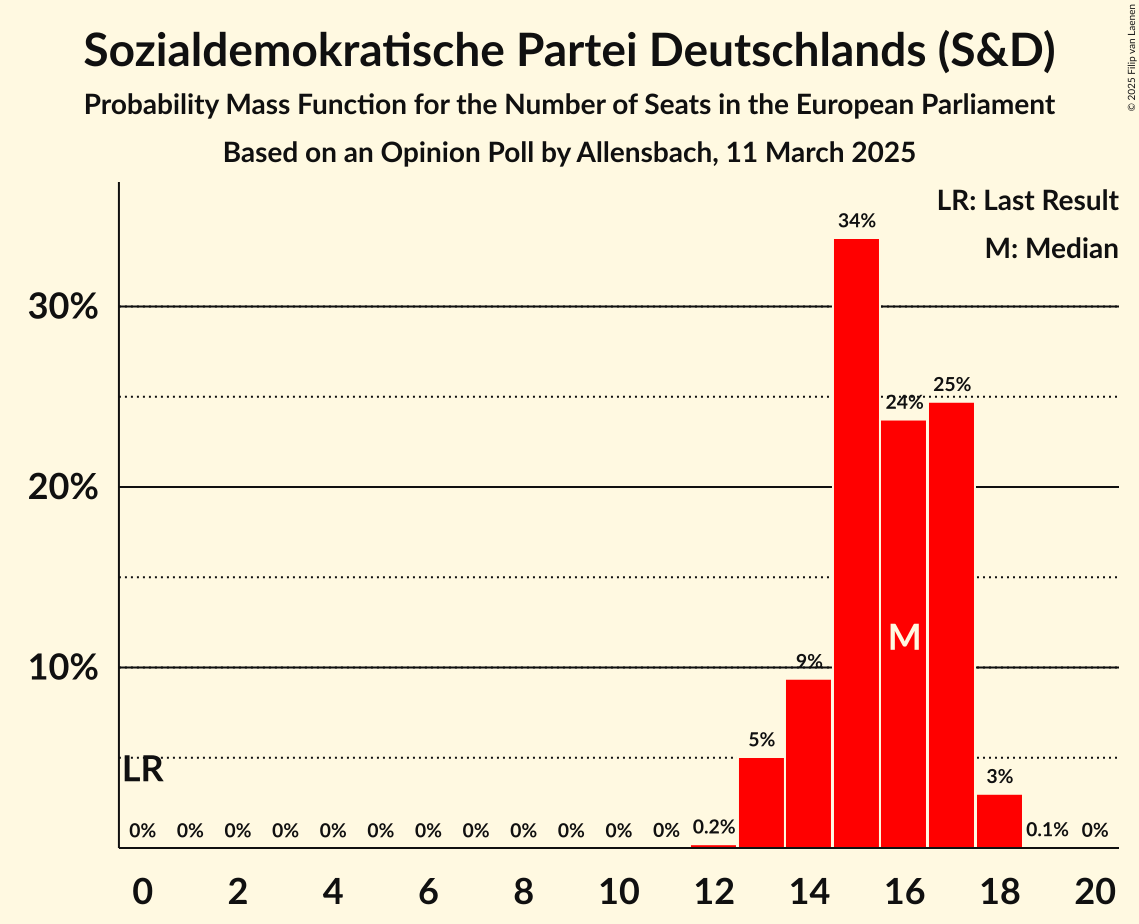 Sozialdemokratische Partei Deutschlands (S&D)
Probability Mass Function for the Number of Seats in the European Parliament
Based on an Opinion Poll by Allensbach, 11 March 2025
© 2025 Filip van Laenen
LR: Last Result
M: Median
34%
30%
25%
24%
20%
M
10%
9%
5%
LR
3%
0% 0% 0% 0% 0% 0% 0% 0% 0% 0% 0% 0% 0.2% 0.1% 0%
0 2 4 6 8 10 12 14 16 18 20